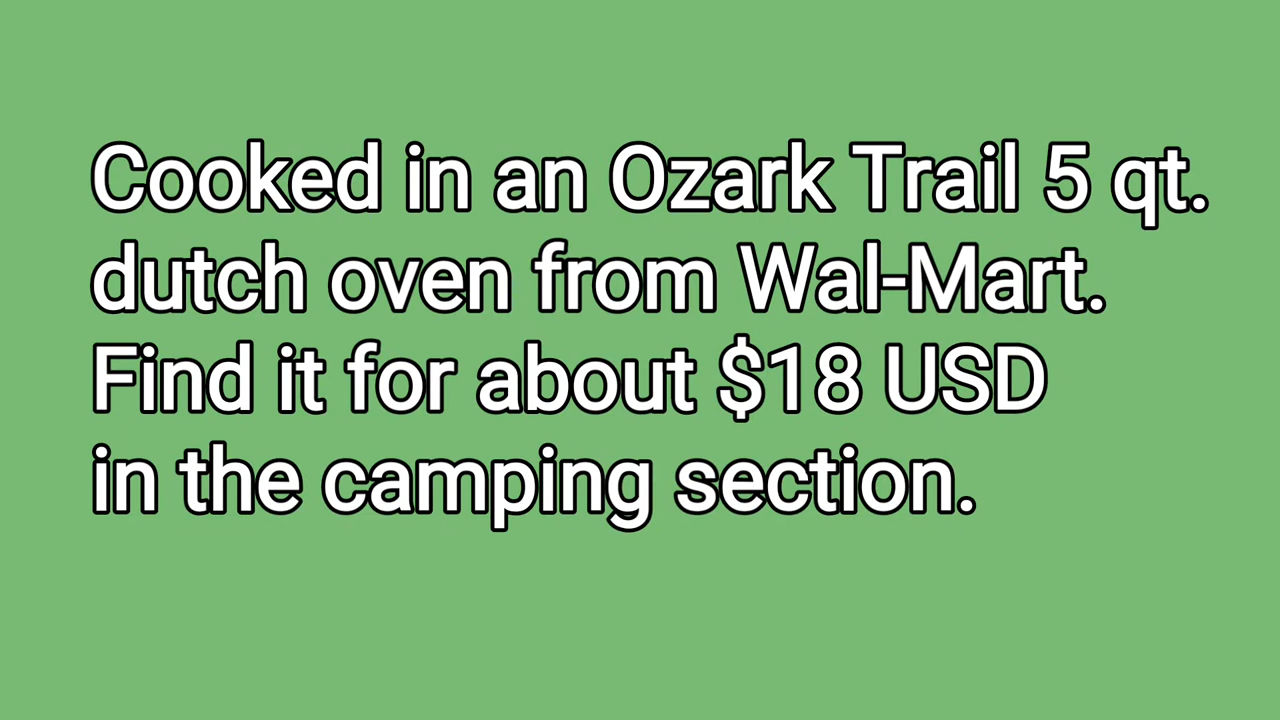 Cooked in an Ozark Trail 5 qt.
dutch oven from Wal-Mart.
Find it for about $18 USD
in the camping section.